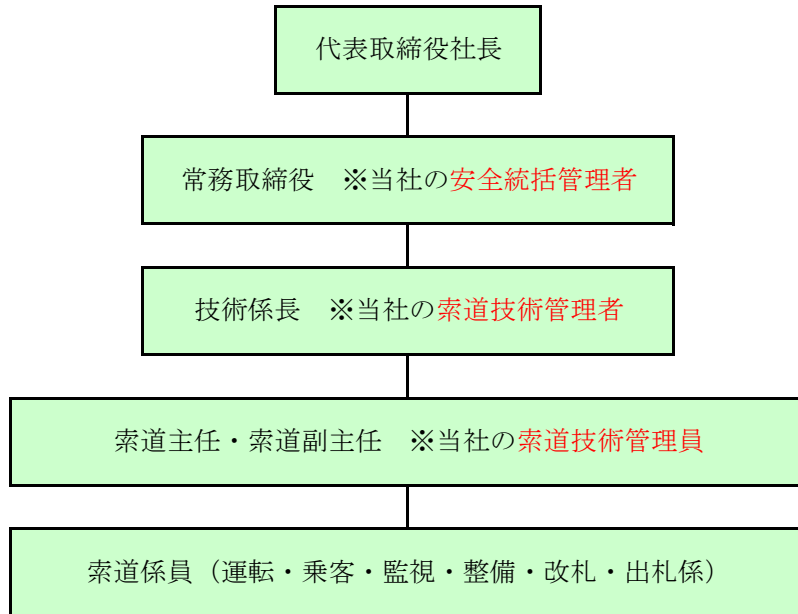 代表取締役社長
常務取締役　※当社の安全統括管理者
技術係長　※当社の索道技術管理者
索道主任・索道副主任　※当社の索道技術管理員
索道係員（運転・乗客・監視・整備・改札・出札係）